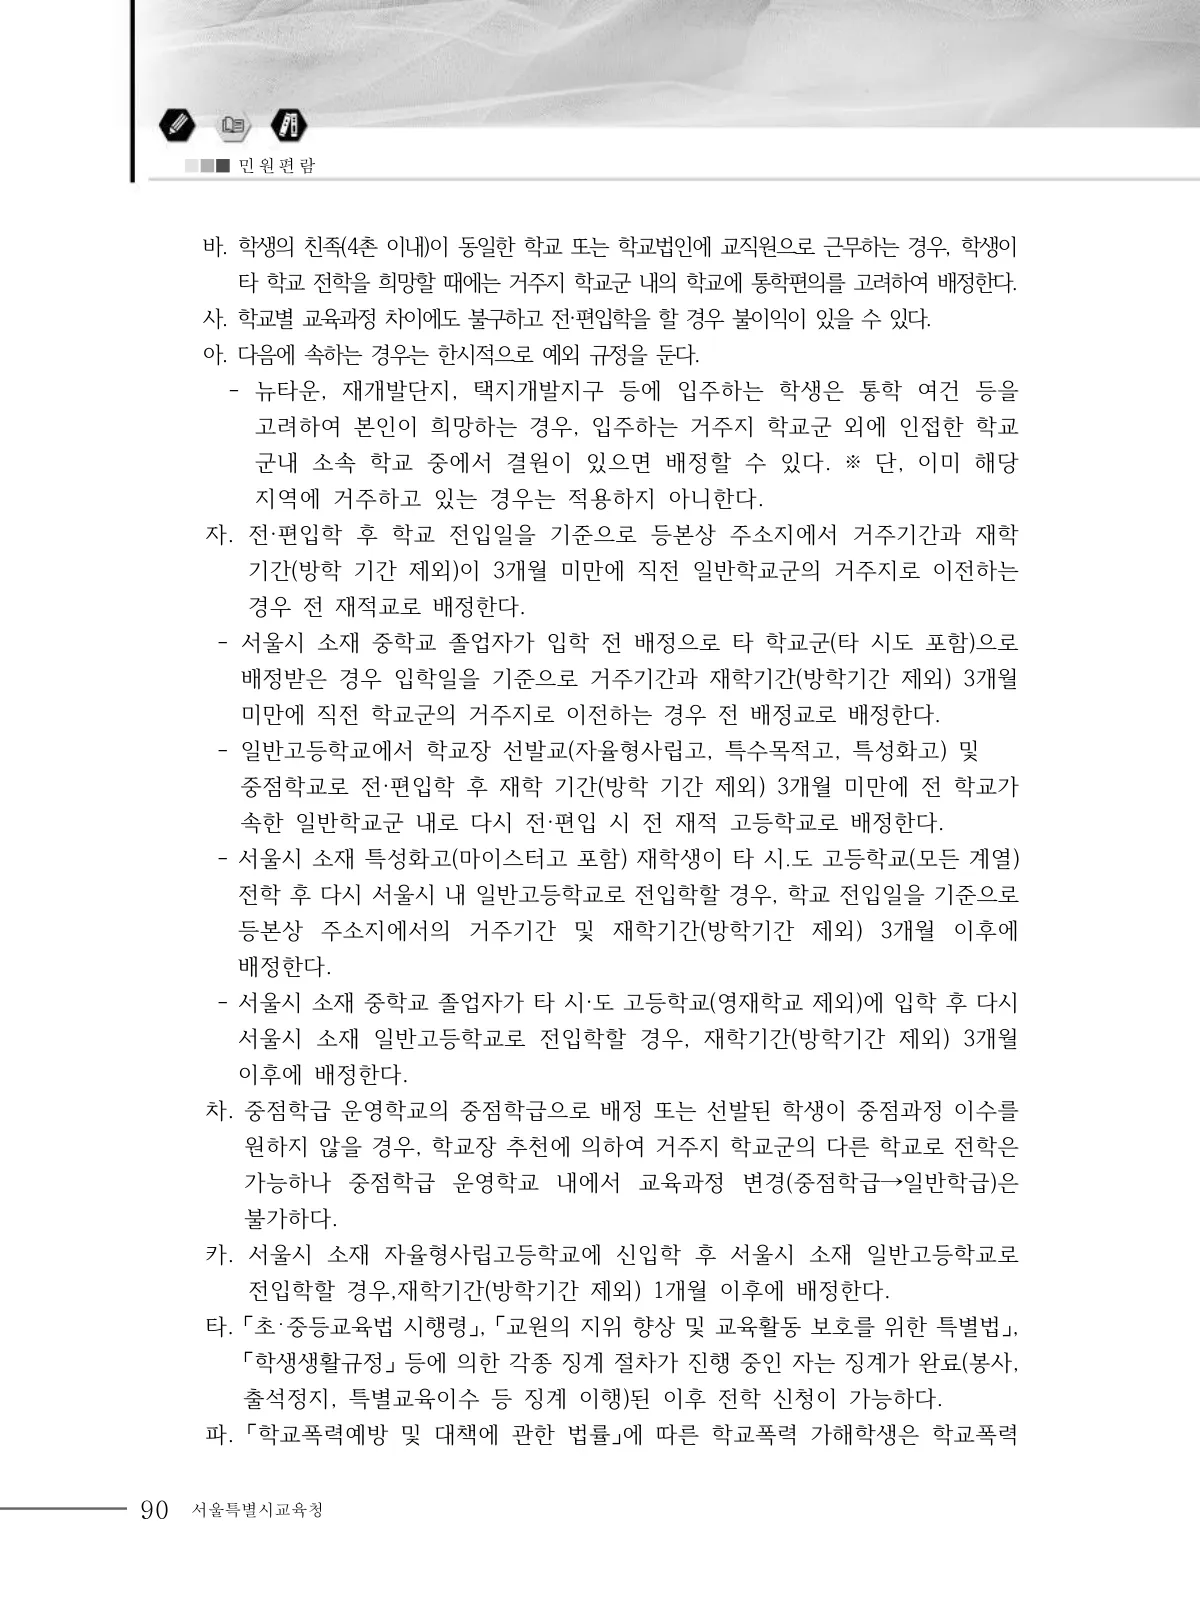 민원편람
바. 학생의 친족(4촌 이내)이 동일한 학교 또는 학교법인에 교직원으로 근무하는 경우, 학생이
타 학교 전학을 희망할 때에는 거주지 학교군 내의 학교에 통학편의를 고려하여 배정한다.
사. 학교별 교육과정 차이에도 불구하고 전·편입학을 할 경우 불이익이 있을 수 있다.
아. 다음에 속하는 경우는 한시적으로 예외 규정을 둔다.
- 뉴타운, 재개발단지, 택지개발지구 등에 입주하는 학생은 통학 여건 등을
고려하여 본인이 희망하는 경우, 입주하는 거주지 학교군 외에 인접한 학교
군내 소속 학교 중에서 결원이 있으면 배정할 수 있다. ※ 단, 이미 해당
지역에 거주하고 있는 경우는 적용하지 아니한다.
자. 전·편입학 후 학교 전입일을 기준으로 등본상 주소지에서 거주기간과 재학
기간(방학 기간 제외)이 3개월 미만에 직전 일반학교군의 거주지로 이전하는
경우 전 재적교로 배정한다.
- 서울시 소재 중학교 졸업자가 입학 전 배정으로 타 학교군(타 시도 포함)으로
배정받은 경우 입학일을 기준으로 거주기간과 재학기간(방학기간 제외) 3개월
미만에 직전 학교군의 거주지로 이전하는 경우 전 배정교로 배정한다.
- 일반고등학교에서 학교장 선발교(자율형사립고, 특수목적고, 특성화고) 및
중점학교로 전·편입학 후 재학 기간(방학 기간 제외) 3개월 미만에 전 학교가
속한 일반학교군 내로 다시 전·편입 시 전 재적 고등학교로 배정한다.
- 서울시 소재 특성화고(마이스터고 포함) 재학생이 타 시.도 고등학교(모든 계열)
전학 후 다시 서울시 내 일반고등학교로 전입학할 경우, 학교 전입일을 기준으로
등본상 주소지에서의 거주기간 및 재학기간(방학기간 제외) 3개월 이후에
배정한다.
- 서울시 소재 중학교 졸업자가 타 시·도 고등학교(영재학교 제외)에 입학 후 다시
서울시 소재 일반고등학교로 전입학할 경우, 재학기간(방학기간 제외) 3개월
이후에 배정한다.
차. 중점학급 운영학교의 중점학급으로 배정 또는 선발된 학생이 중점과정 이수를
원하지 않을 경우, 학교장 추천에 의하여 거주지 학교군의 다른 학교로 전학은
가능하나 중점학급 운영학교 내에서 교육과정 변경(중점학급→일반학급)은
불가하다.
카. 서울시 소재 자율형사립고등학교에 신입학 후 서울시 소재 일반고등학교로
전입학할 경우,재학기간(방학기간 제외) 1개월 이후에 배정한다.
타. ｢초·중등교육법 시행령｣, ｢교원의 지위 향상 및 교육활동 보호를 위한 특별법｣,
｢학생생활규정｣ 등에 의한 각종 징계 절차가 진행 중인 자는 징계가 완료(봉사,
출석정지, 특별교육이수 등 징계 이행)된 이후 전학 신청이 가능하다.
파. ｢학교폭력예방 및 대책에 관한 법률｣에 따른 학교폭력 가해학생은 학교폭력
90 서울특별시교육청